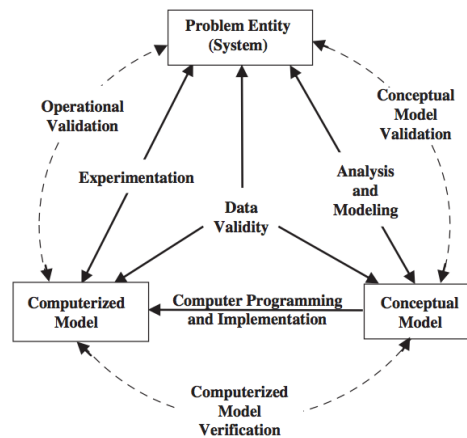 Problem Entity
(System)
Operational
Validation
Conceptual
Model
Validation
Experimentation
Analysis
and
Modeling
Data
Validity
Computerized
Model
Computer Programming
and Implementation
Conceptual
Model
Computerized
Model
Verification